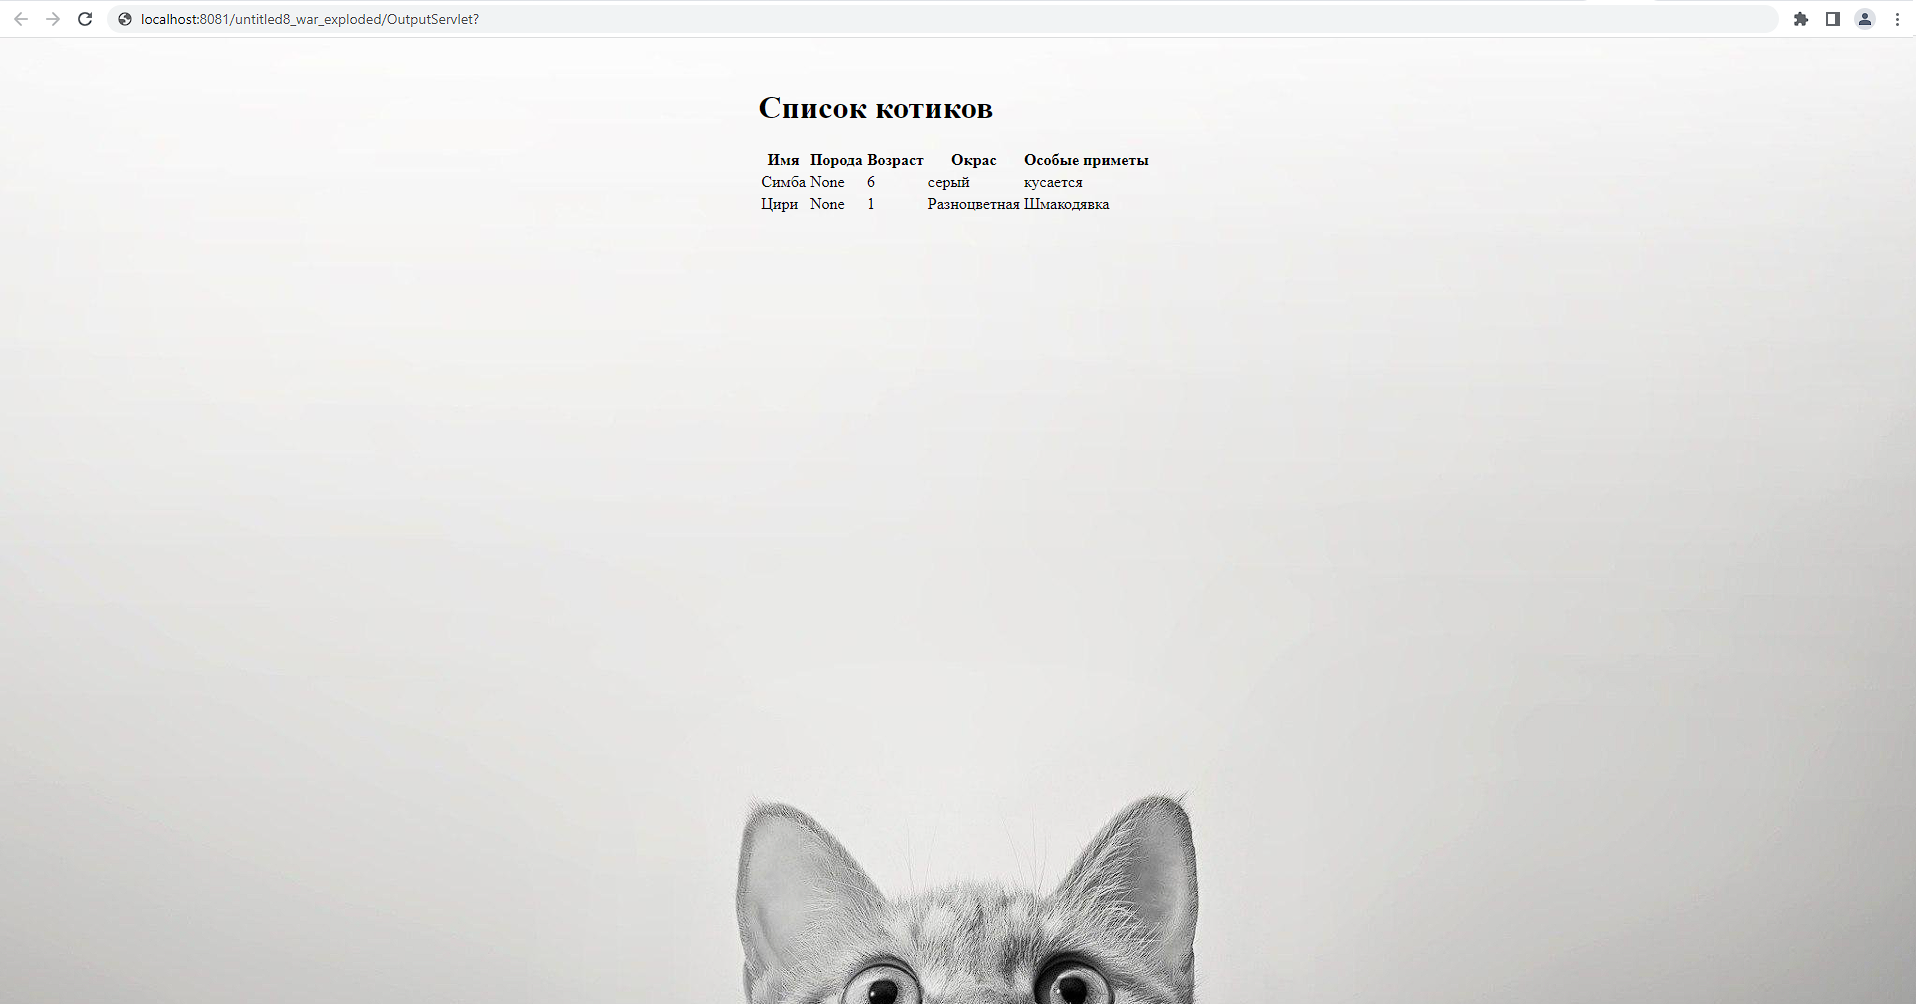 localhost:8081/untitled8_war_exploded/OutputServlet?
Список котиков
Имя Порода Возраст Окрас Особые приметы
Симба None 6 серый кусается
Цири None 1 Разноцветная Шмакодявка